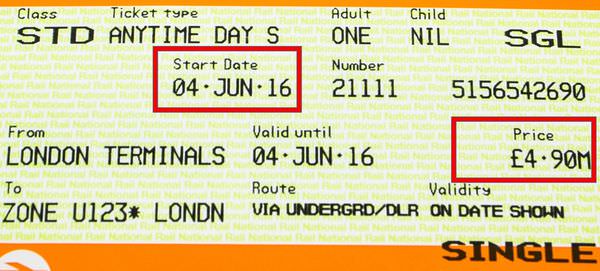 Class Ticket type Adult Child
STD ANYTIME DAY S ONE NIL SGL
Start Date Number
04·JUN·16 21111 5156542690
From Valid until Price
LONDON TERMINALS 04·JUN·16 £4·90M
To Route Validity
ZONE U123* LONDN VIA UNDERGRD/DLR ON DATE SHOWN
SINGLE